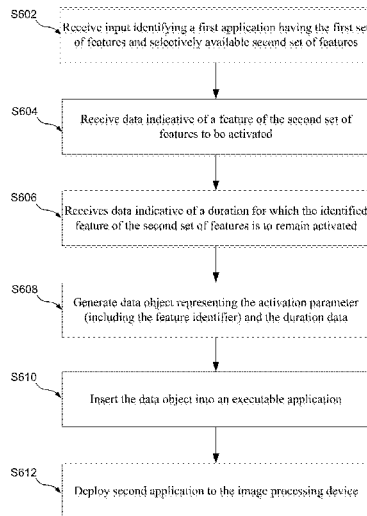 S602
Receive input identifying a first application having the first set
of features and selectively available second set of features
S604
Receive data indicative of a feature of the second set of
features to be activated
S606
Receives data indicative of a duration for which the identified
feature of the second set of features is to remain activated
S608
Generate data object representing the activation parameter
(including the feature identifier) and the duration data
S610
Insert the data object into an executable application
S612
Deploy second application to the image processing device